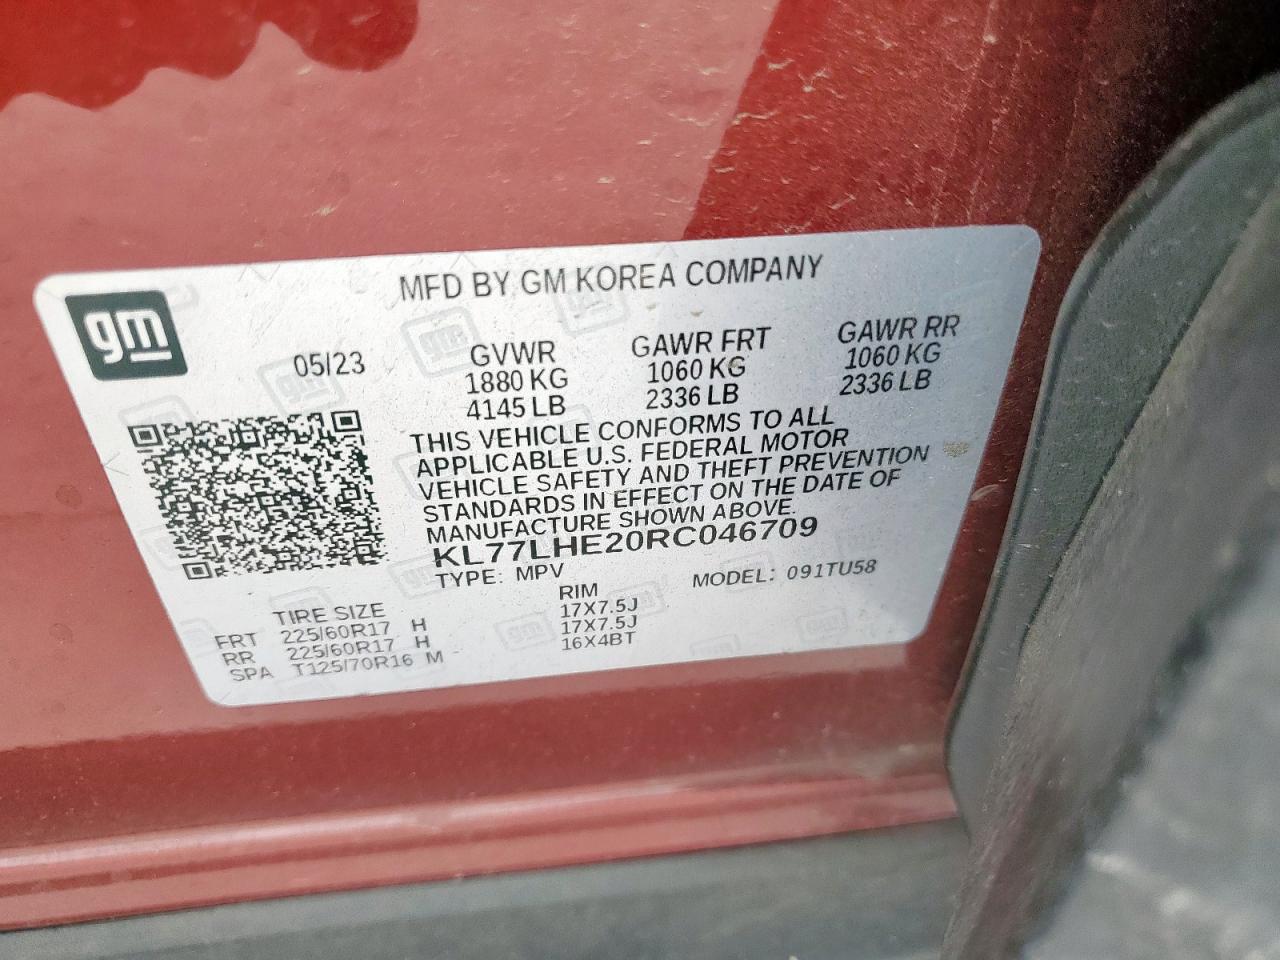 MFD BY GM KOREA COMPANY
gm
05/23
GVWR GAWR FRT GAWR RR
1880 KG 1060 KG 1060 KG
4145 LB 2336 LB 2336 LB
THIS VEHICLE CONFORMS TO ALL
APPLICABLE U.S. FEDERAL MOTOR
VEHICLE SAFETY AND THEFT PREVENTION
STANDARDS IN EFFECT ON THE DATE OF
MANUFACTURE SHOWN ABOVE.
KL77LHE20RC046709
TYPE: MPV MODEL: 091TU58
TIRE SIZE RIM
FRT 225/60R17 H 17X7.5J
RR 225/60R17 H 17X7.5J
SPA T125/70R16 M 16X4BT